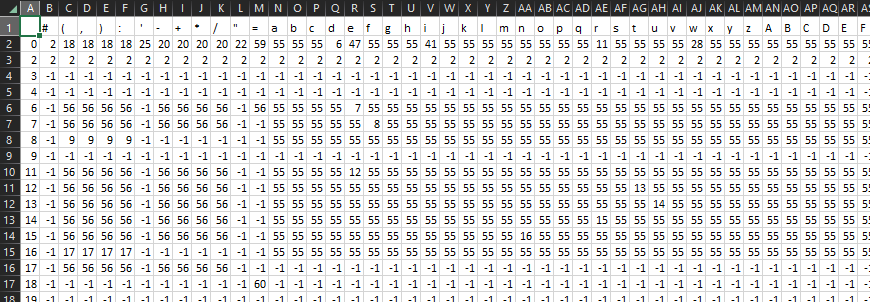 A B C D E F G H I J K L M N O P Q R S T U V W X Y Z AA AB AC AD AE AF AG AH AI AJ AK AL AM AN AO AP AQ AR
1 # ( , ) : ' - + * / " = a b c d e f g h i j k l m n o p q r s t u v w x y z A B C D E F
2 0 2 18 18 18 18 25 20 20 20 20 22 59 55 55 55 6 47 55 55 55 41 55 55 55 55 55 55 55 55 11 55 55 55 55 28 55 55 55 55 55 55 55 55
3 2 2 2 2 2 2 2 2 2 2 2 2 2 2 2 2 2 2 2 2 2 2 2 2 2 2 2 2 2 2 2 2 2 2 2 2 2 2 2 2 2 2 2 2
4 3 -1 -1 -1 -1 -1 -1 -1 -1 -1 -1 -1 -1 -1 -1 -1 -1 -1 -1 -1 -1 -1 -1 -1 -1 -1 -1 -1 -1 -1 -1 -1 -1 -1 -1 -1 -1 -1 -1 -1 -1 -1 -1 -1
5 4 -1 -1 -1 -1 -1 -1 -1 -1 -1 -1 -1 -1 -1 -1 -1 -1 -1 -1 -1 -1 -1 -1 -1 -1 -1 -1 -1 -1 -1 -1 -1 -1 -1 -1 -1 -1 -1 -1 -1 -1 -1 -1 -1
6 6 -1 56 56 56 56 -1 56 56 56 56 -1 56 55 55 55 55 7 55 55 55 55 55 55 55 55 55 55 55 55 55 55 55 55 55 55 55 55 55 55 55 55 55 55
7 7 -1 56 56 56 56 -1 56 56 56 56 -1 -1 55 55 55 55 55 8 55 55 55 55 55 55 55 55 55 55 55 55 55 55 55 55 55 55 55 55 55 55 55 55 55
8 8 -1 9 9 9 9 -1 -1 -1 -1 -1 -1 -1 55 55 55 55 55 55 55 55 55 55 55 55 55 55 55 55 55 55 55 55 55 55 55 55 55 55 55 55 55 55 55
9 9 -1 -1 -1 -1 -1 -1 -1 -1 -1 -1 -1 -1 -1 -1 -1 -1 -1 -1 -1 -1 -1 -1 -1 -1 -1 -1 -1 -1 -1 -1 -1 -1 -1 -1 -1 -1 -1 -1 -1 -1 -1 -1 -1
10 11 -1 56 56 56 56 -1 56 56 56 56 -1 -1 55 55 55 55 12 55 55 55 55 55 55 55 55 55 55 55 55 55 55 55 55 55 55 55 55 55 55 55 55 55 55
11 12 -1 56 56 56 56 -1 56 56 56 56 -1 -1 55 55 55 55 55 55 55 55 55 55 55 55 55 55 55 55 55 55 55 13 55 55 55 55 55 55 55 55 55 55 55
12 13 -1 56 56 56 56 -1 56 56 56 56 -1 -1 55 55 55 55 55 55 55 55 55 55 55 55 55 55 55 55 55 55 55 55 14 55 55 55 55 55 55 55 55 55 55
13 14 -1 56 56 56 56 -1 56 56 56 56 -1 -1 55 55 55 55 55 55 55 55 55 55 55 55 55 55 55 55 55 15 55 55 55 55 55 55 55 55 55 55 55 55 55
14 15 -1 56 56 56 56 -1 56 56 56 56 -1 -1 55 55 55 55 55 55 55 55 55 55 55 55 55 16 55 55 55 55 55 55 55 55 55 55 55 55 55 55 55 55 55
15 16 -1 17 17 17 17 -1 -1 -1 -1 -1 -1 -1 55 55 55 55 55 55 55 55 55 55 55 55 55 55 55 55 55 55 55 55 55 55 55 55 55 55 55 55 55 55 55
16 17 -1 56 56 56 56 -1 56 56 56 56 -1 -1 -1 -1 -1 -1 -1 -1 -1 -1 -1 -1 -1 -1 -1 -1 -1 -1 -1 -1 -1 -1 -1 -1 -1 -1 -1 -1 -1 -1 -1 -1 -1
17 18 -1 -1 -1 -1 -1 -1 -1 -1 -1 -1 -1 60 -1 -1 -1 -1 -1 -1 -1 -1 -1 -1 -1 -1 -1 -1 -1 -1 -1 -1 -1 -1 -1 -1 -1 -1 -1 -1 -1 -1 -1 -1 -1
18 19